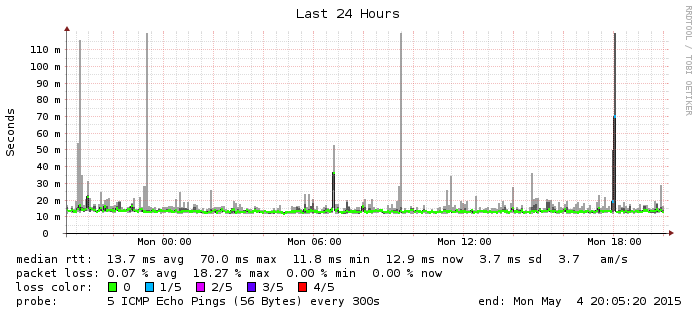 Last 24 Hours
RRDTOOL / TOBI OETIKER
Seconds
110 m
100 m
90 m
80 m
70 m
60 m
50 m
40 m
30 m
20 m
10 m
0
Mon 00:00 Mon 06:00 Mon 12:00 Mon 18:00
median rtt: 13.7 ms avg 70.0 ms max 11.8 ms min 12.9 ms now 3.7 ms sd 3.7 am/s
packet loss: 0.07 % avg 18.27 % max 0.00 % min 0.00 % now
loss color: 0 1/5 2/5 3/5 4/5
probe: 5 ICMP Echo Pings (56 Bytes) every 300s end: Mon May 4 20:05:20 2015